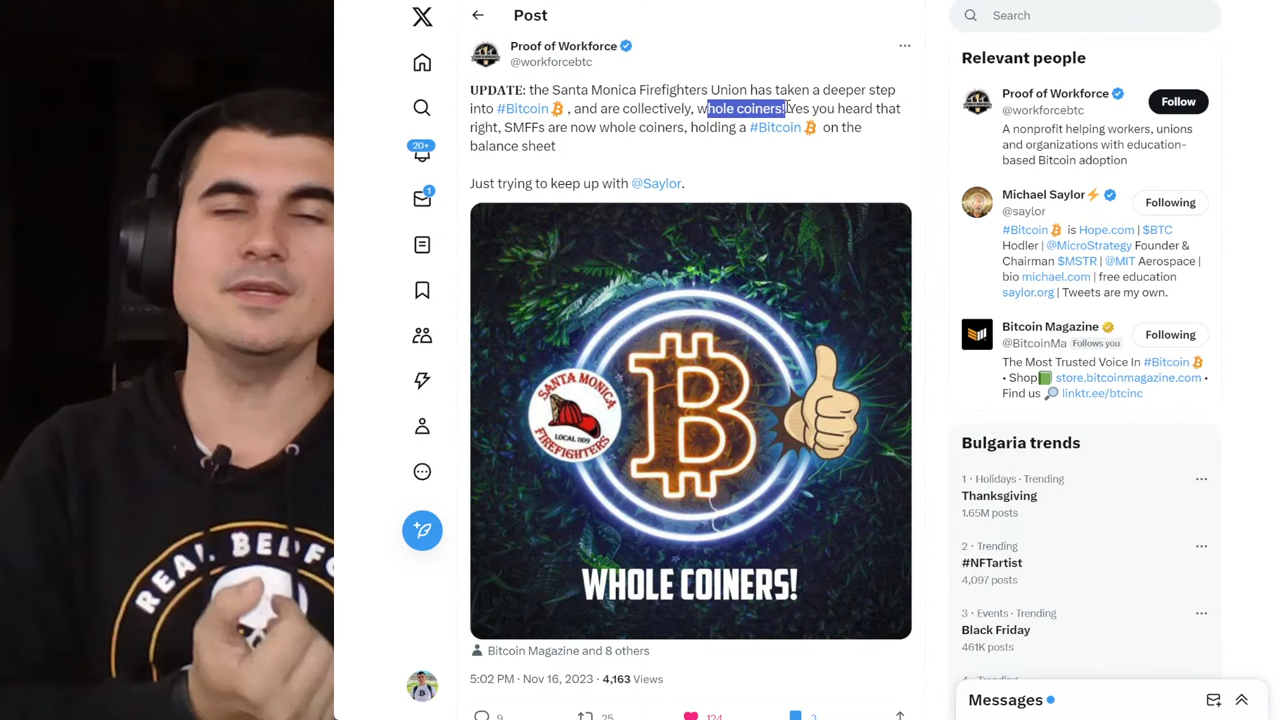 Post
Search
Proof of Workforce
@workforcebtc
UPDATE: the Santa Monica Firefighters Union has taken a deeper step
into #Bitcoin , and are collectively, whole coiners! Yes you heard that
right, SMFFs are now whole coiners, holding a #Bitcoin on the
balance sheet
Just trying to keep up with @Saylor.
SANTA MONICA
LOCAL 1109
FIREFIGHTERS
WHOLE COINERS!
Bitcoin Magazine and 8 others
5:02 PM · Nov 16, 2023 · 4,163 Views
9
25
124
3
20+
1
Relevant people
Proof of Workforce
@workforcebtc
Follow
A nonprofit helping workers, unions
and organizations with education-
based Bitcoin adoption
Michael Saylor⚡
@saylor
Following
#Bitcoin is Hope.com | $BTC
Hodler | @MicroStrategy Founder &
Chairman $MSTR | @MIT Aerospace |
bio michael.com | free education
saylor.org | Tweets are my own.
Bitcoin Magazine
@BitcoinMa Follows you
Following
The Most Trusted Voice In #Bitcoin
• Shop📗 store.bitcoinmagazine.com •
Find us 🔎 linktr.ee/btcinc
Bulgaria trends
1 · Holidays · Trending
Thanksgiving
1.65M posts
2 · Trending
#NFTartist
4,097 posts
3 · Events · Trending
Black Friday
461K posts
Messages
REAL BEDFO